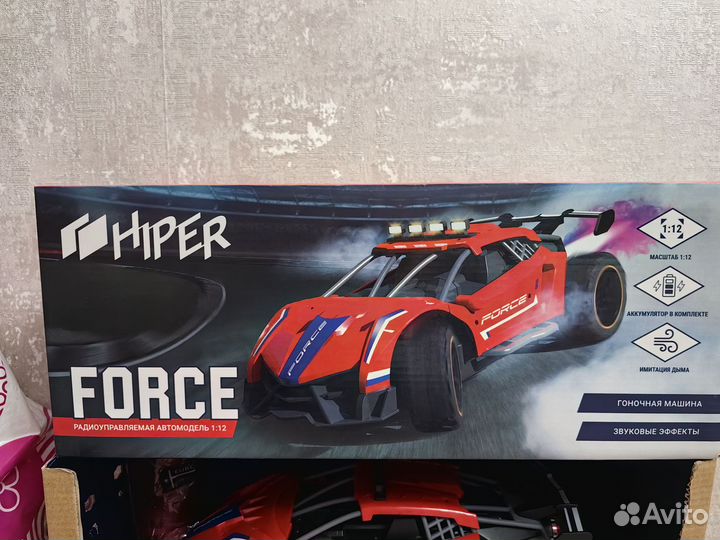 HIPER
FORCE
РАДИОУПРАВЛЯЕМАЯ АВТОМОДЕЛЬ 1:12
FORCE
FORCE
1:12
МАСШТАБ 1:12
АККУМУЛЯТОР В КОМПЛЕКТЕ
ИМИТАЦИЯ ДЫМА
ГОНОЧНАЯ МАШИНА
ЗВУКОВЫЕ ЭФФЕКТЫ
Avito